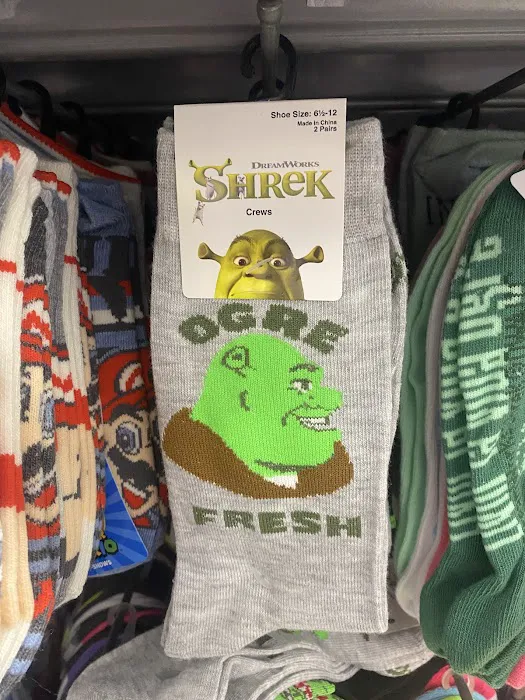 Shoe Size: 6½-12
Made in China
2 Pairs
DREAMWORKS
SHREK
Crews
OGRE
FRESH